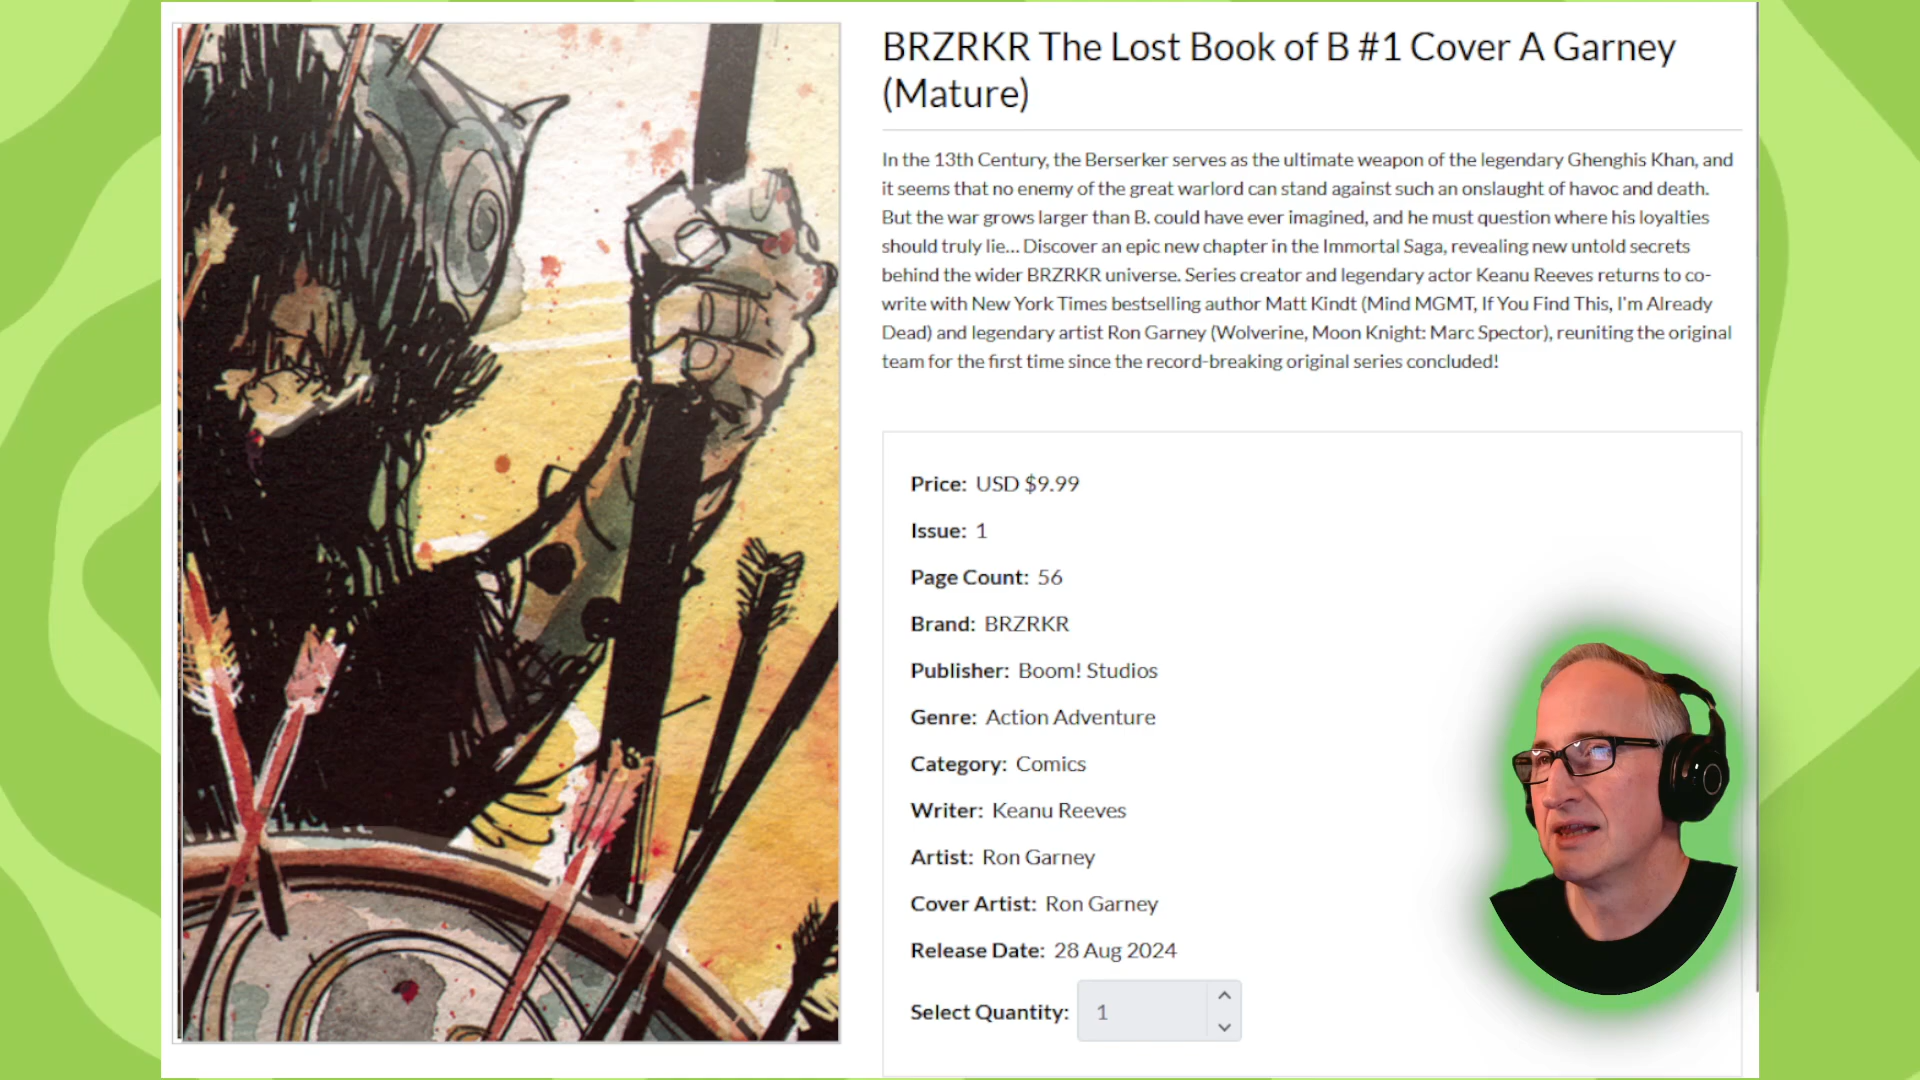 BRZRKR The Lost Book of B #1 Cover A Garney
(Mature)
In the 13th Century, the Berserker serves as the ultimate weapon of the legendary Ghenghis Khan, and
it seems that no enemy of the great warlord can stand against such an onslaught of havoc and death.
But the war grows larger than B. could have ever imagined, and he must question where his loyalties
should truly lie... Discover an epic new chapter in the Immortal Saga, revealing new untold secrets
behind the wider BRZRKR universe. Series creator and legendary actor Keanu Reeves returns to co-
write with New York Times bestselling author Matt Kindt (Mind MGMT, If You Find This, I'm Already
Dead) and legendary artist Ron Garney (Wolverine, Moon Knight: Marc Spector), reuniting the original
team for the first time since the record-breaking original series concluded!
Price: USD $9.99
Issue: 1
Page Count: 56
Brand: BRZRKR
Publisher: Boom! Studios
Genre: Action Adventure
Category: Comics
Writer: Keanu Reeves
Artist: Ron Garney
Cover Artist: Ron Garney
Release Date: 28 Aug 2024
Select Quantity: 1